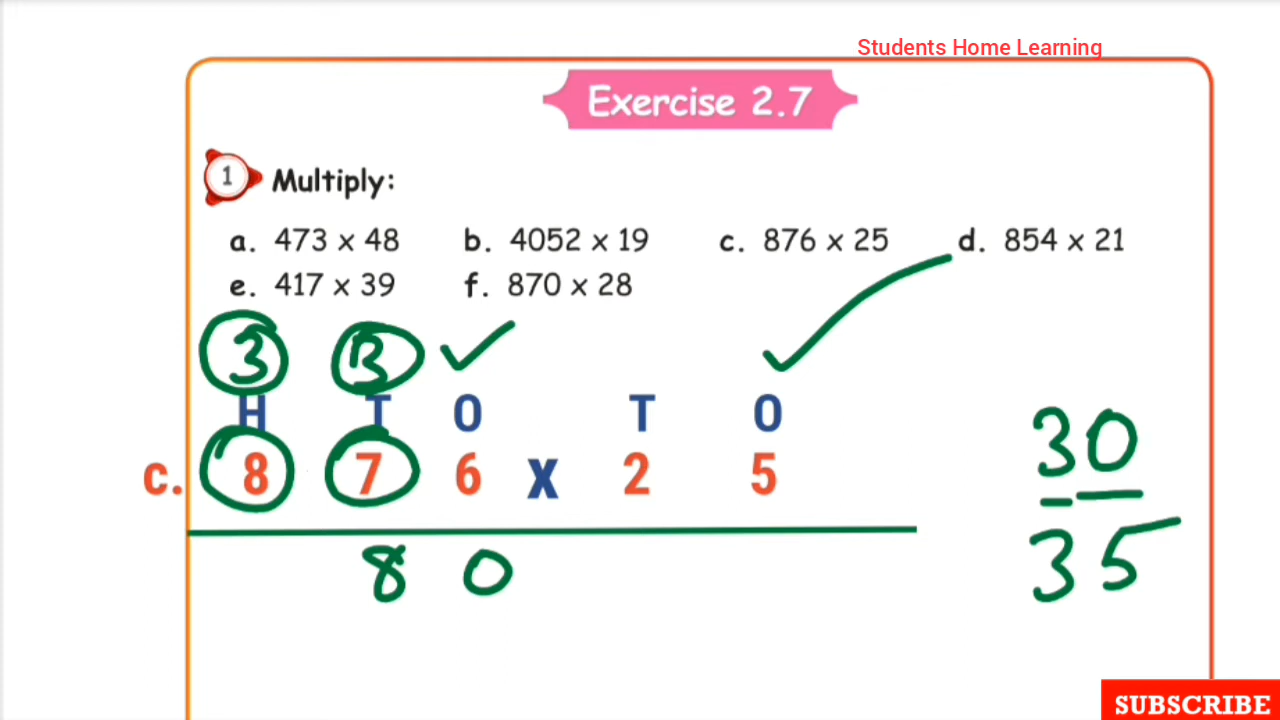 Students Home Learning
Exercise 2.7
1 Multiply:
a. 473 x 48 b. 4052 x 19 c. 876 x 25 d. 854 x 21
e. 417 x 39 f. 870 x 28
3 3
H T O T O
30
c. 8 7 6 x 2 5
35
8 0
SUBSCRIBE